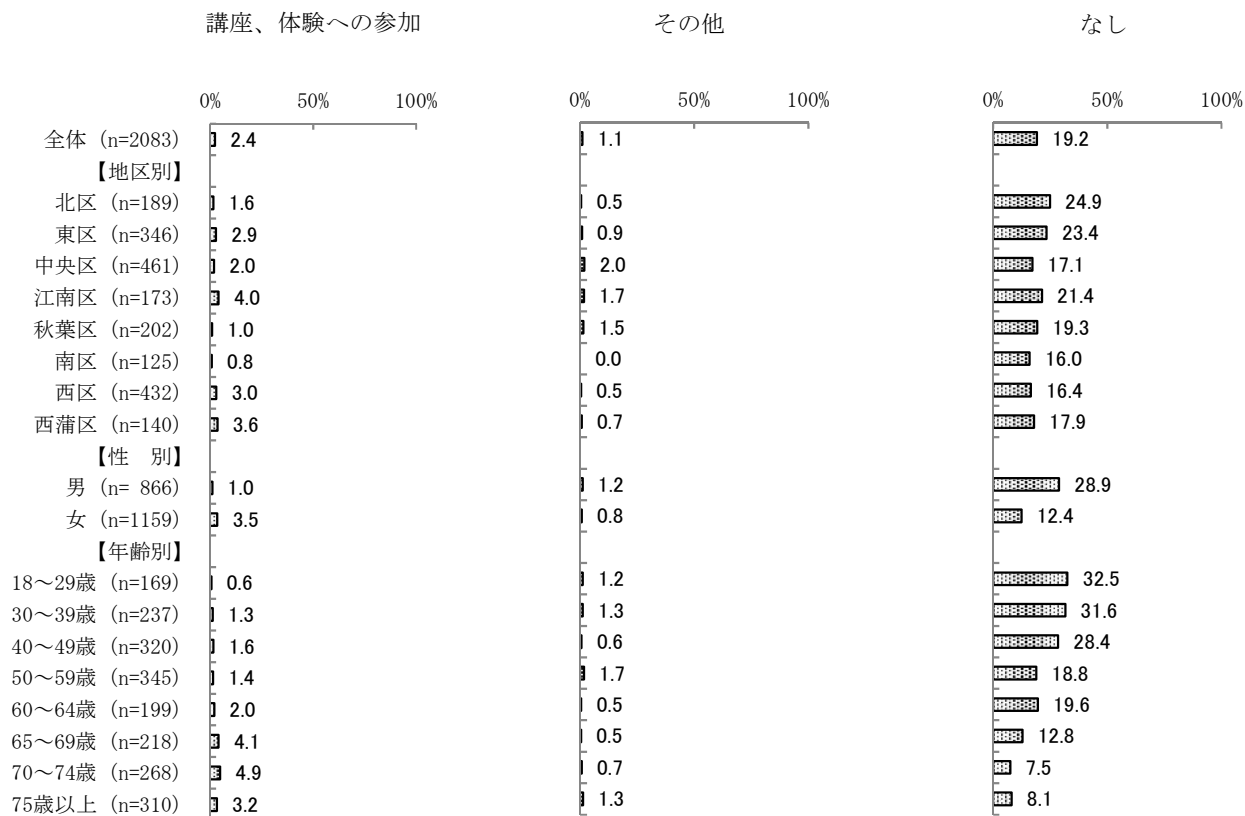 講座、体験への参加 その他 なし
0% 50% 100% 0% 50% 100% 0% 50% 100%
全体 (n=2083) 2.4 1.1 19.2
【地区別】
北区 (n=189) 1.6 0.5 24.9
東区 (n=346) 2.9 0.9 23.4
中央区 (n=461) 2.0 2.0 17.1
江南区 (n=173) 4.0 1.7 21.4
秋葉区 (n=202) 1.0 1.5 19.3
南区 (n=125) 0.8 0.0 16.0
西区 (n=432) 3.0 0.5 16.4
西蒲区 (n=140) 3.6 0.7 17.9
【性　別】
男 (n= 866) 1.0 1.2 28.9
女 (n=1159) 3.5 0.8 12.4
【年齢別】
18～29歳 (n=169) 0.6 1.2 32.5
30～39歳 (n=237) 1.3 1.3 31.6
40～49歳 (n=320) 1.6 0.6 28.4
50～59歳 (n=345) 1.4 1.7 18.8
60～64歳 (n=199) 2.0 0.5 19.6
65～69歳 (n=218) 4.1 0.5 12.8
70～74歳 (n=268) 4.9 0.7 7.5
75歳以上 (n=310) 3.2 1.3 8.1